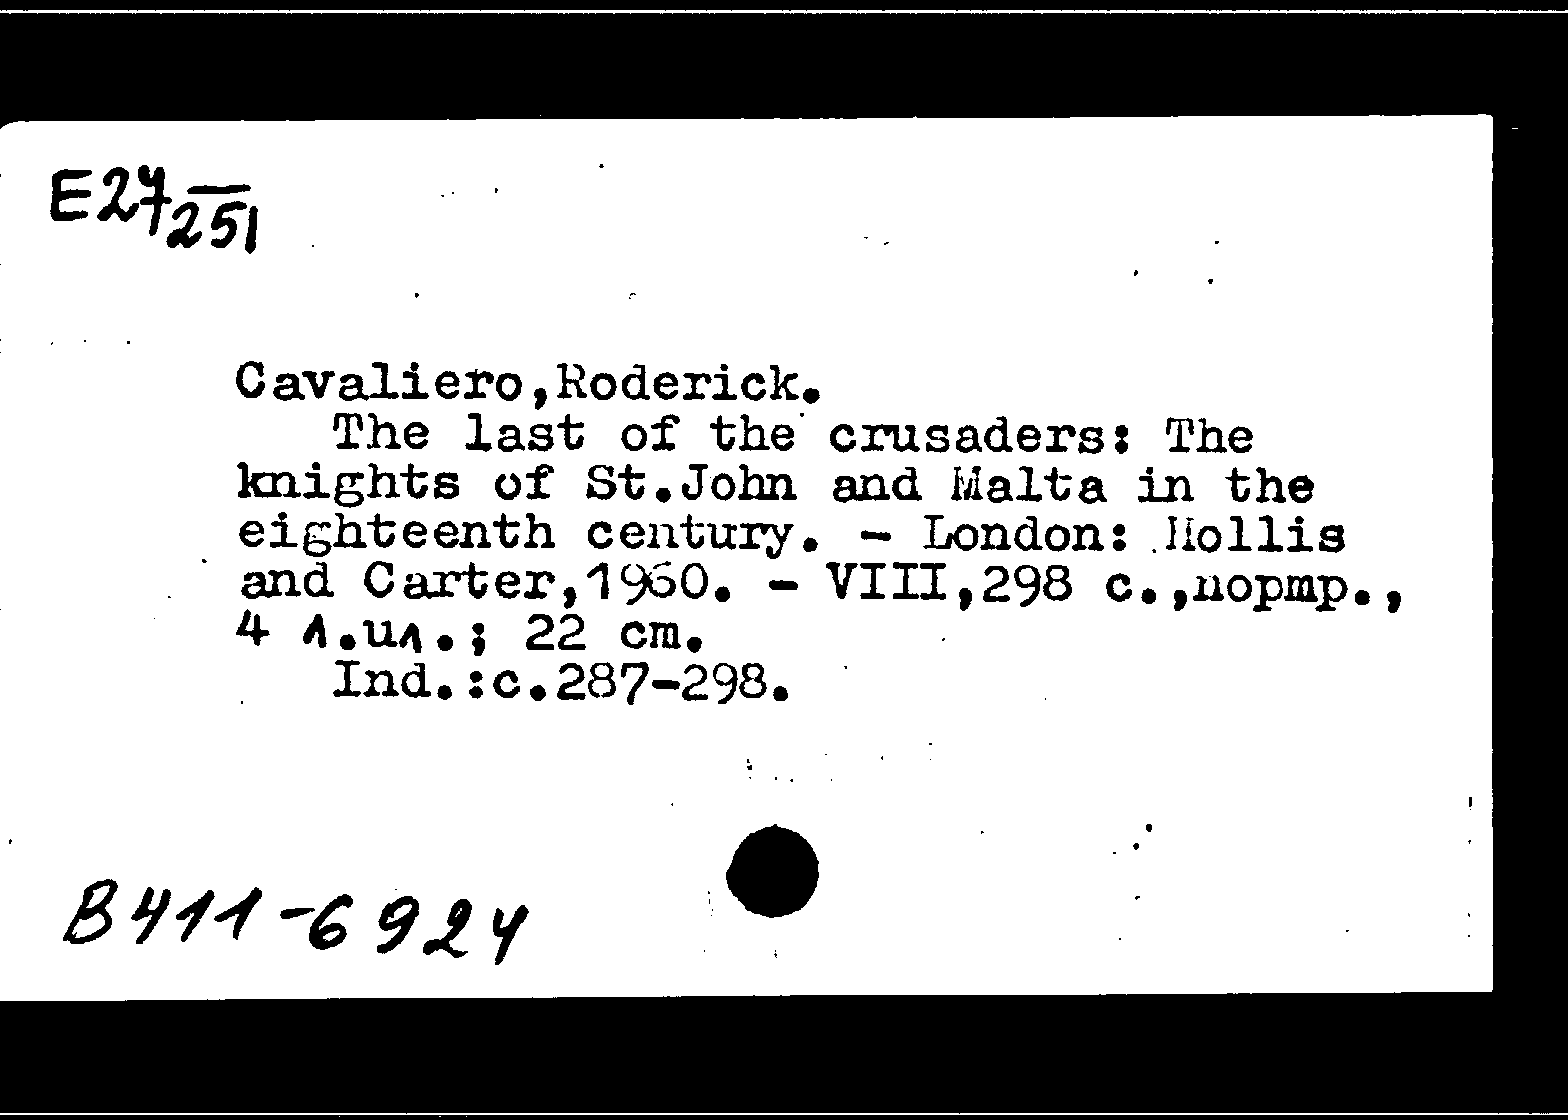 E27/251
Cavaliero,Roderick.
The last of the crusaders: The
knights of St.John and Malta in the
eighteenth century. - London: Hollis
and Carter,1960. - VIII,298 c.,nopmp.,
4 л.ил.; 22 cm.
Ind.:c.287-298.
B411-6924